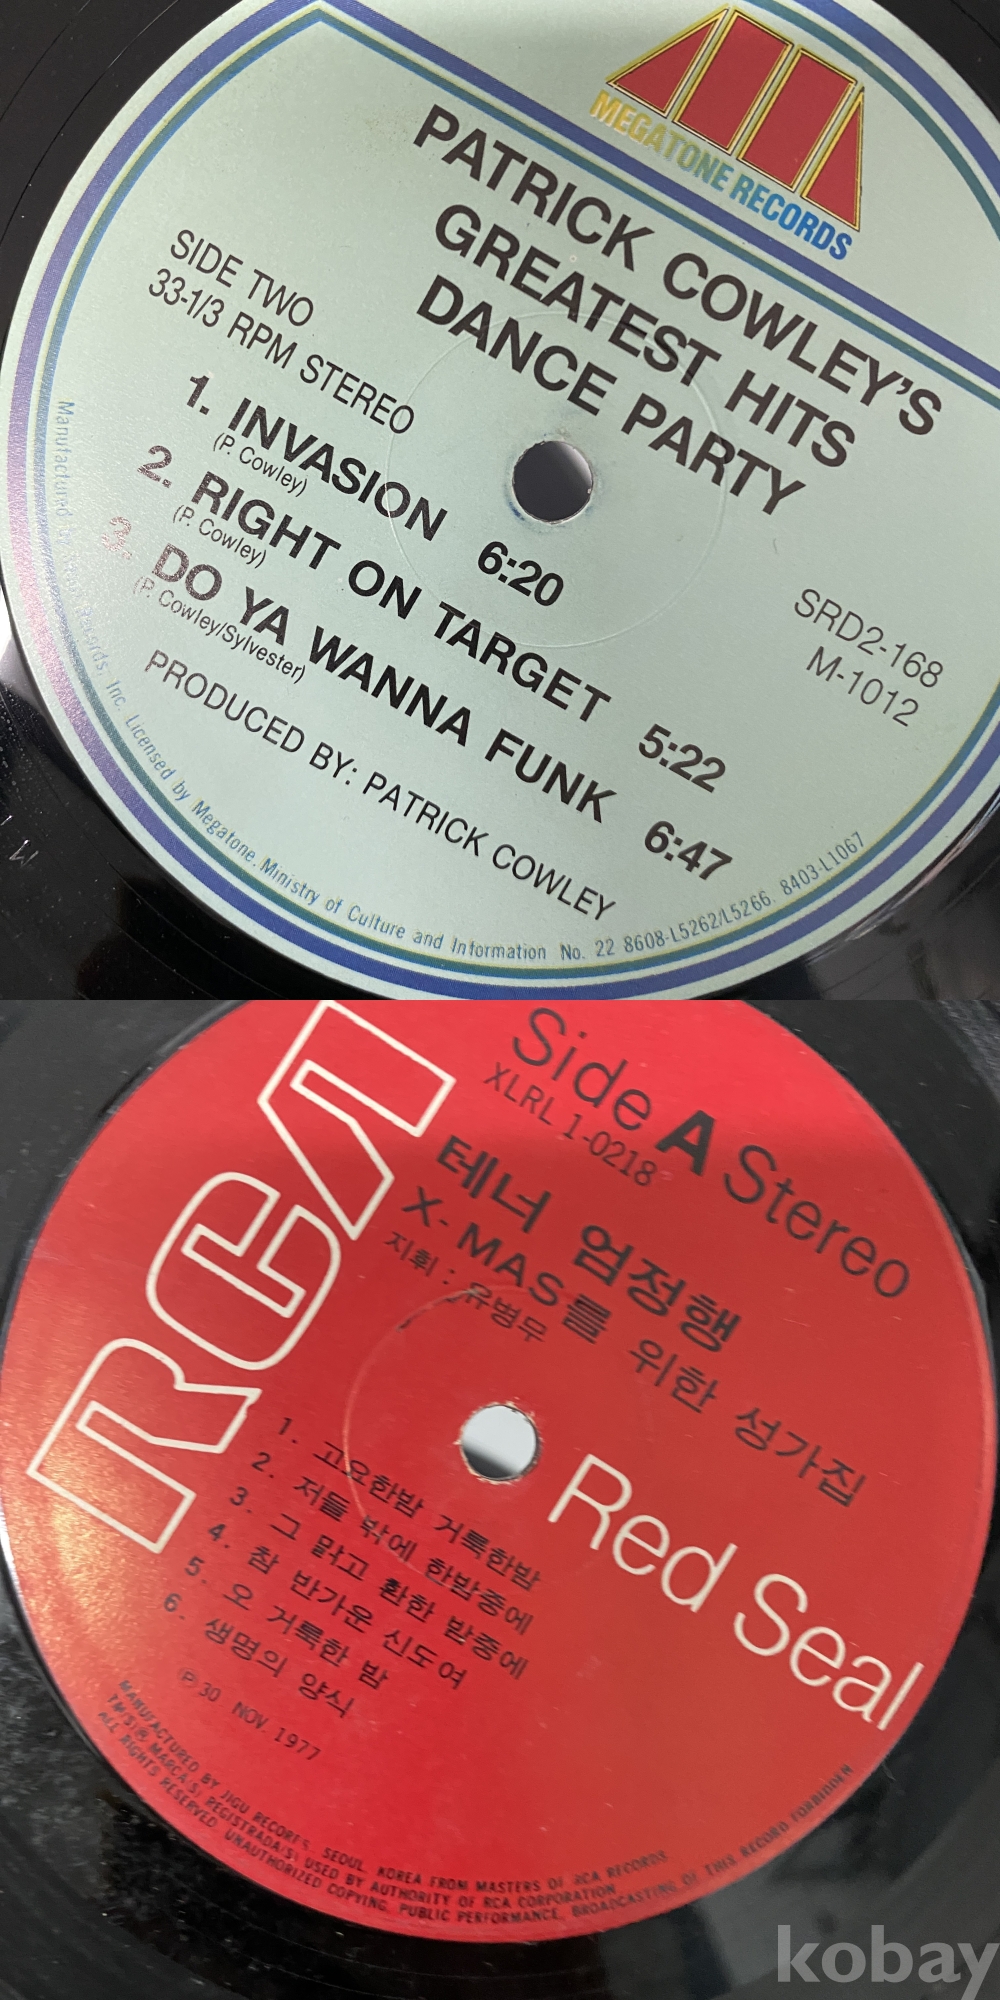 MEGATONE RECORDS
PATRICK COWLEY'S
GREATEST HITS
DANCE PARTY
SIDE TWO
33-1/3 RPM STEREO
1. INVASION 6:20
(P. Cowley)
2. RIGHT ON TARGET 5:22
(P. Cowley)
3. DO YA WANNA FUNK 6:47
(P. Cowley/Sylvester)
PRODUCED BY: PATRICK COWLEY
SRD2-168
M-1012
Manufactured by Records, Inc. Licensed by Megatone. Ministry of Culture and Information No. 22 8608-L5262/L5266. 8403-L1067
RCA
Side A Stereo
XLRL 1-0218
테너 엄정행
X-MAS를 위한 성가집
지휘 : 유병무
Red Seal
1. 고요한밤 거룩한밤
2. 저들 밖에 한밤중에
3. 그 맑고 환한 밤중에
4. 참 반가운 신도여
5. 오 거룩한 밤
6. 생명의 양식
Ⓟ 30 NOV. 1977
MANUFACTURED BY JIGU RECORDS, SEOUL, KOREA FROM MASTERS OF RCA RECORDS
TM(S)® MARCA(S) REGISTRADA(S) USED BY AUTHORITY OF RCA CORPORATION
ALL RIGHTS RESERVED. UNAUTHORIZED COPYING, PUBLIC PERFORMANCE, BROADCASTING OF THIS RECORD FORBIDDEN
kobay